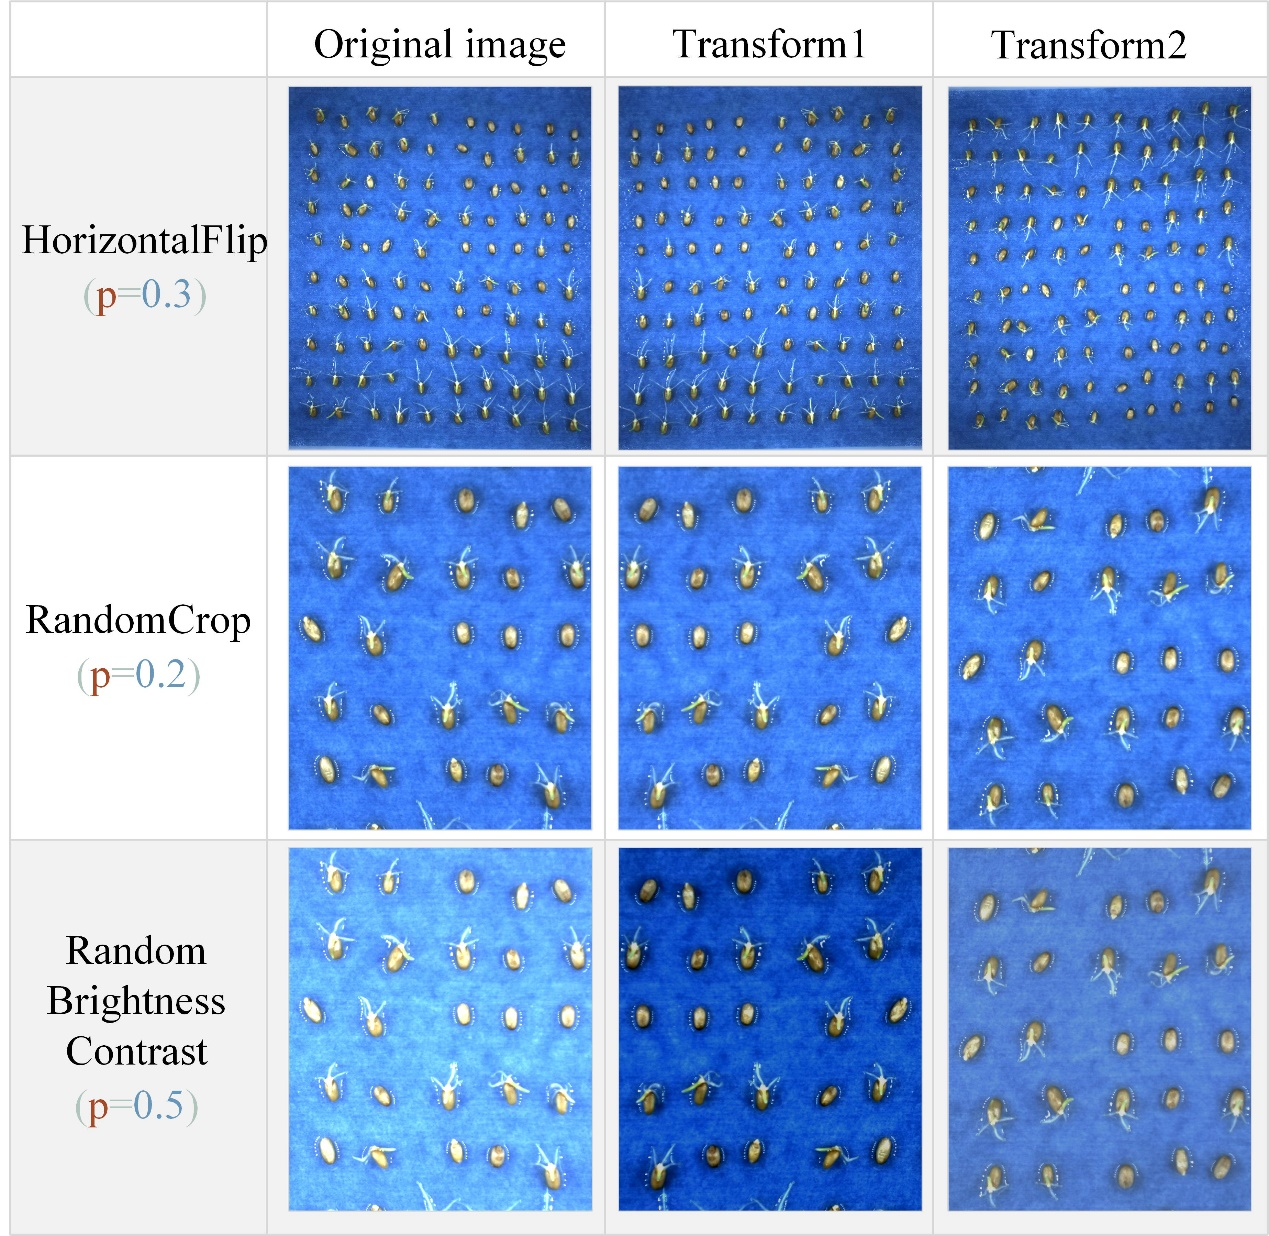 Original image
Transform1
Transform2
HorizontalFlip
(p=0.3)
RandomCrop
(p=0.2)
Random
Brightness
Contrast
(p=0.5)